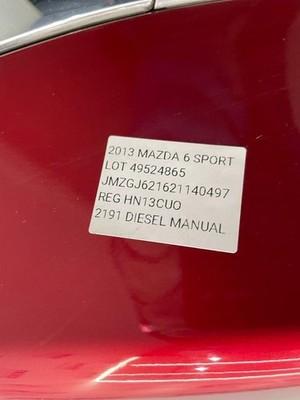 2013 MAZDA 6 SPORT
LOT 49524865
JMZGJ621621140497
REG HN13CUO
2191 DIESEL MANUAL